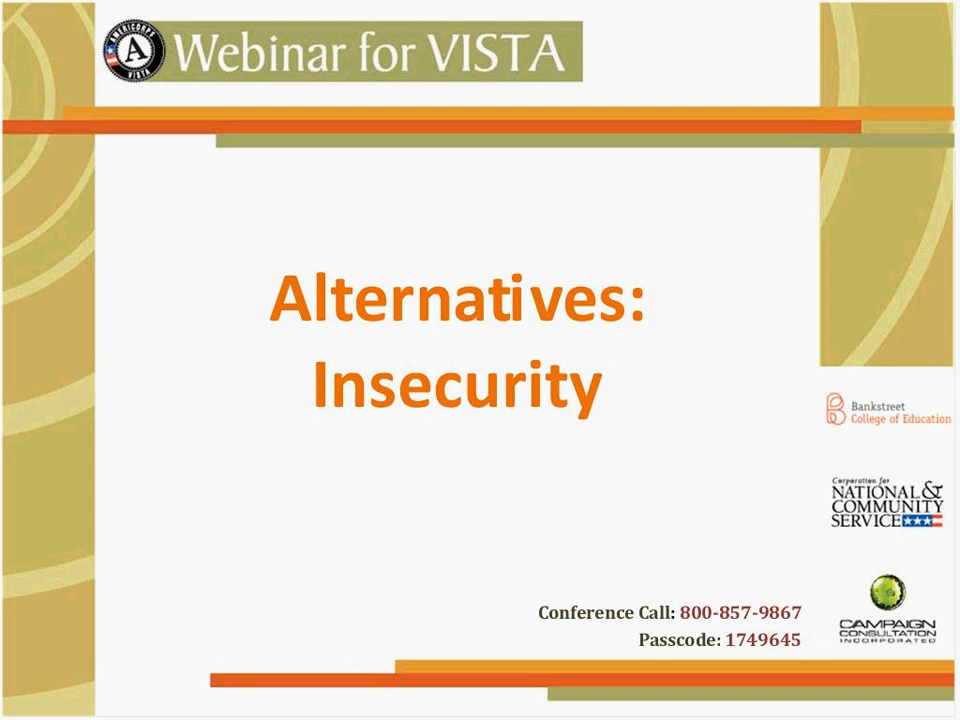 AMERICORPS
A
VISTA
Webinar for VISTA
Alternatives:
Insecurity
Bankstreet
College of Education
Corporation for
NATIONAL &
COMMUNITY
SERVICE
Conference Call: 800-857-9867
Passcode: 1749645
CAMPAIGN
CONSULTATION
INCORPORATED